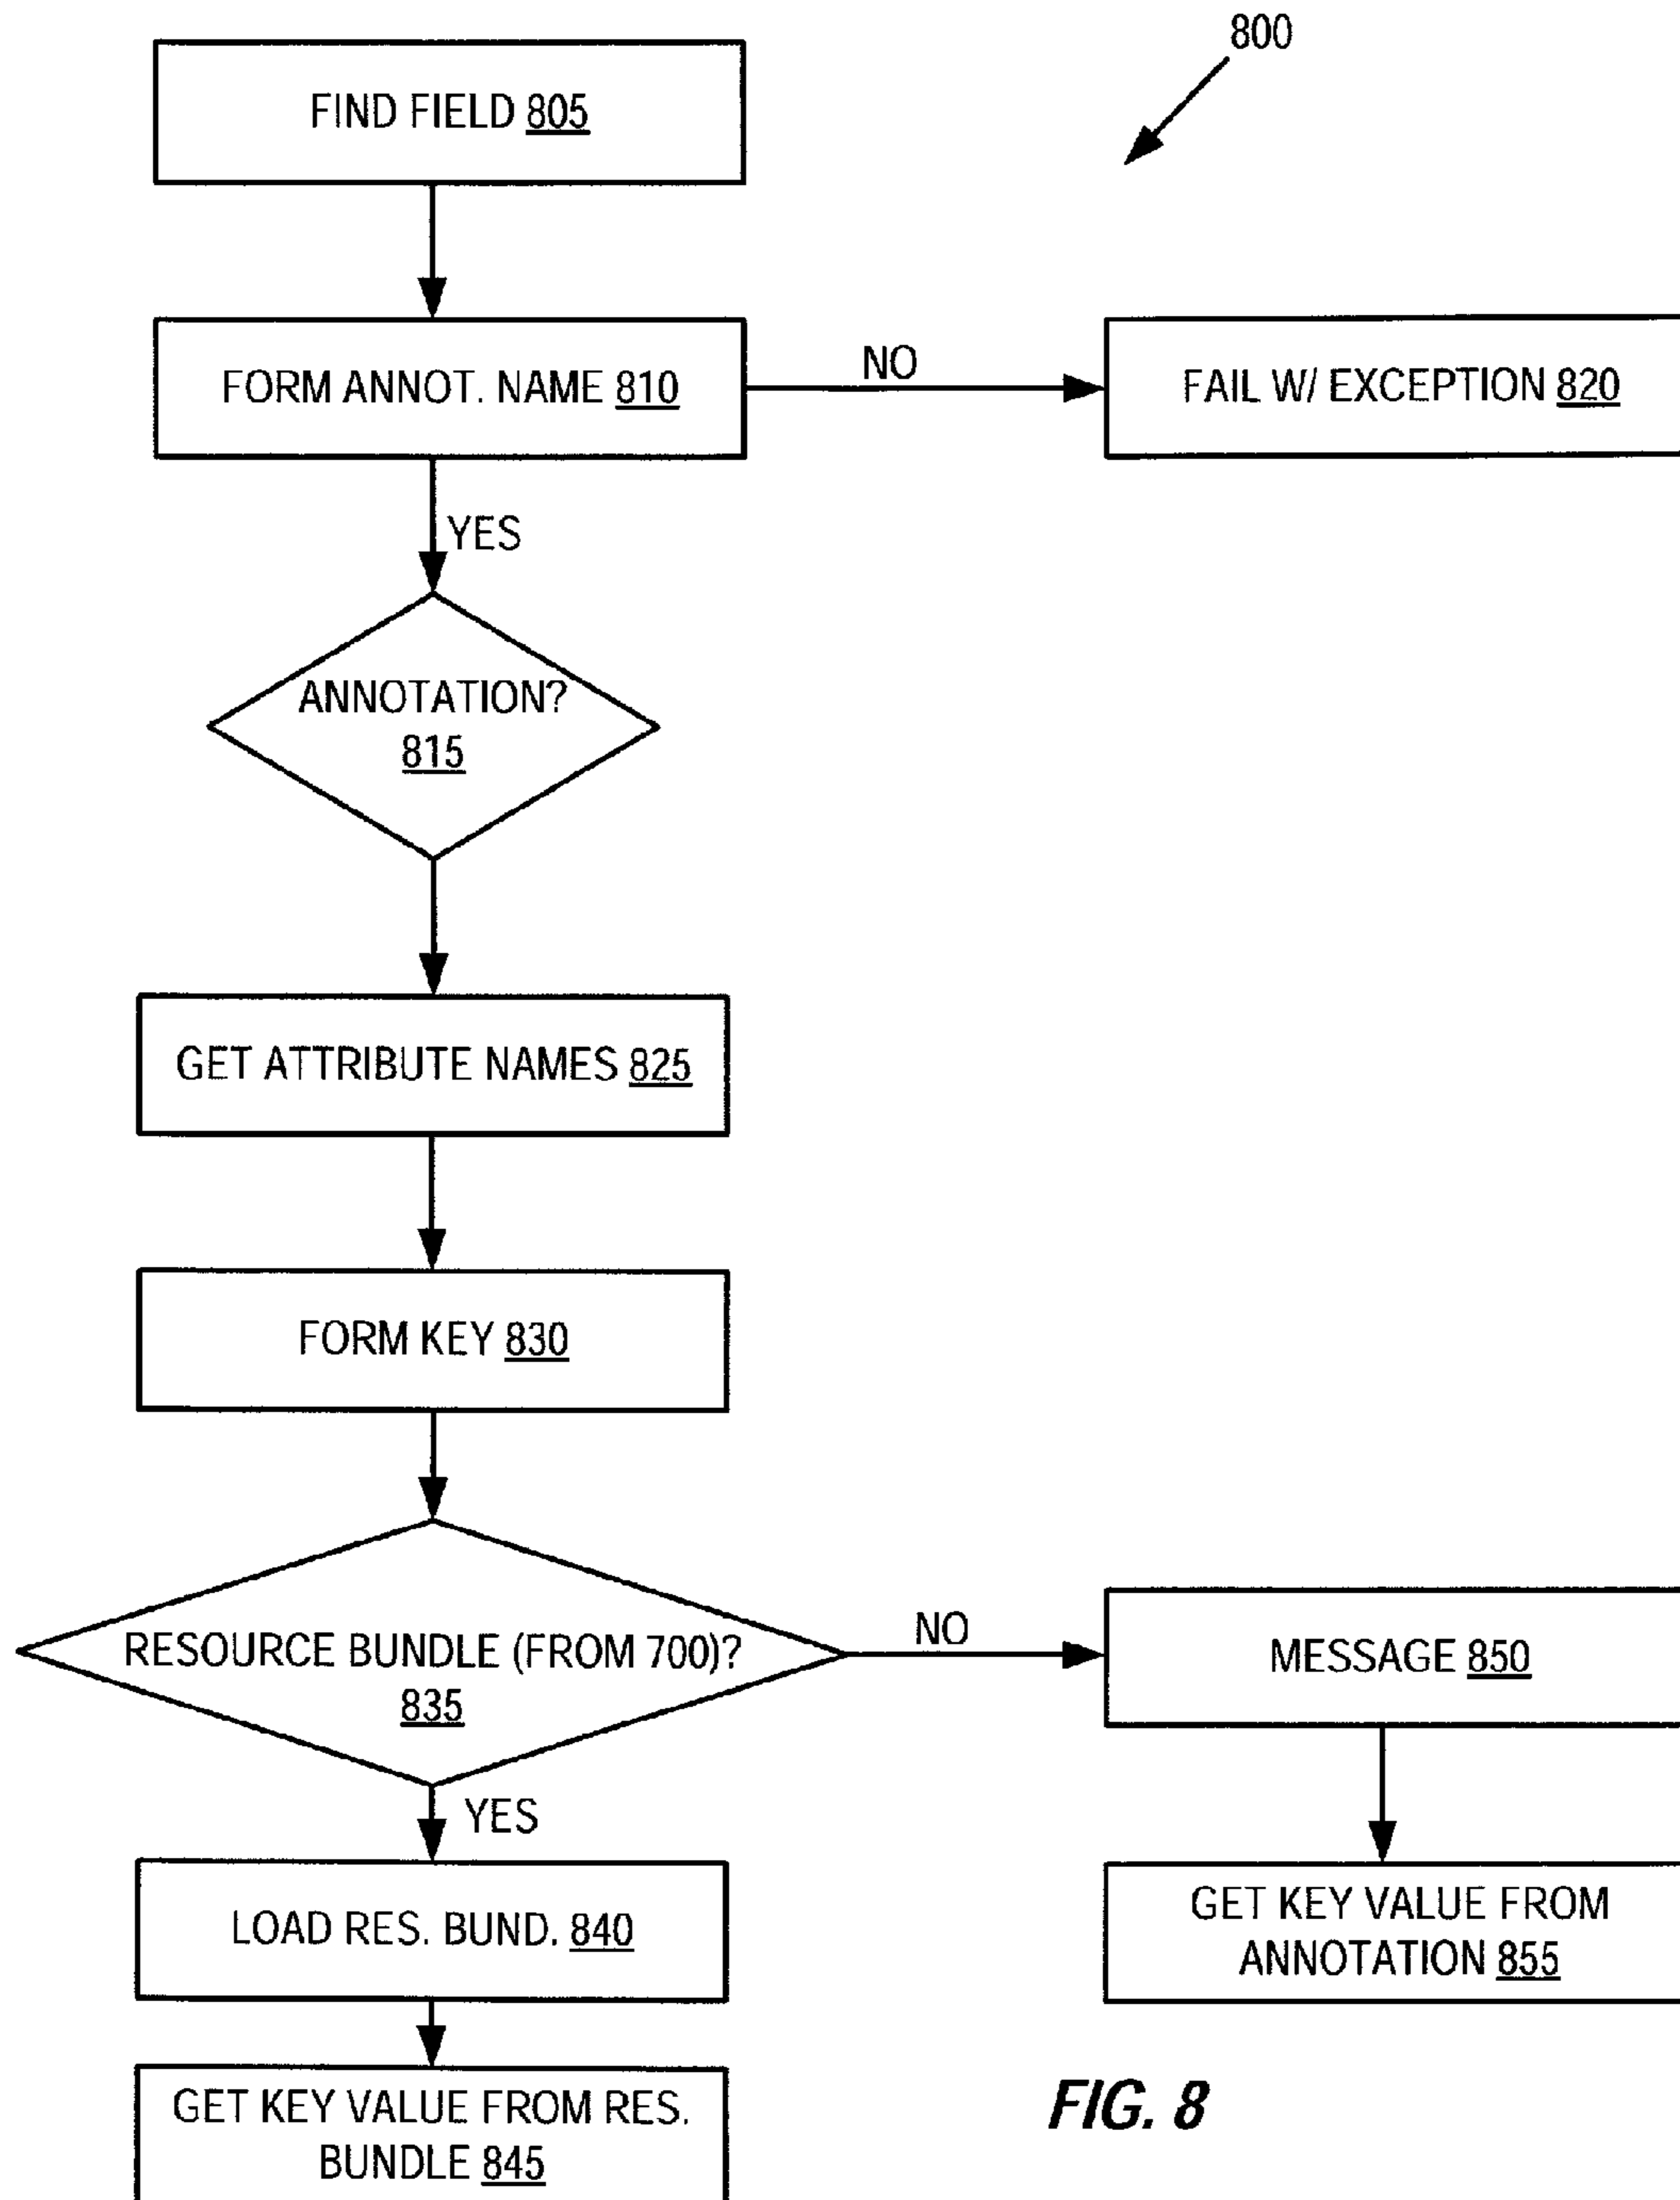 800
FIND FIELD 805
FORM ANNOT. NAME 810
NO
FAIL W/ EXCEPTION 820
YES
ANNOTATION?
815
GET ATTRIBUTE NAMES 825
FORM KEY 830
RESOURCE BUNDLE (FROM 700)?
835
NO
MESSAGE 850
YES
LOAD RES. BUND. 840
GET KEY VALUE FROM
ANNOTATION 855
GET KEY VALUE FROM RES.
BUNDLE 845
FIG. 8